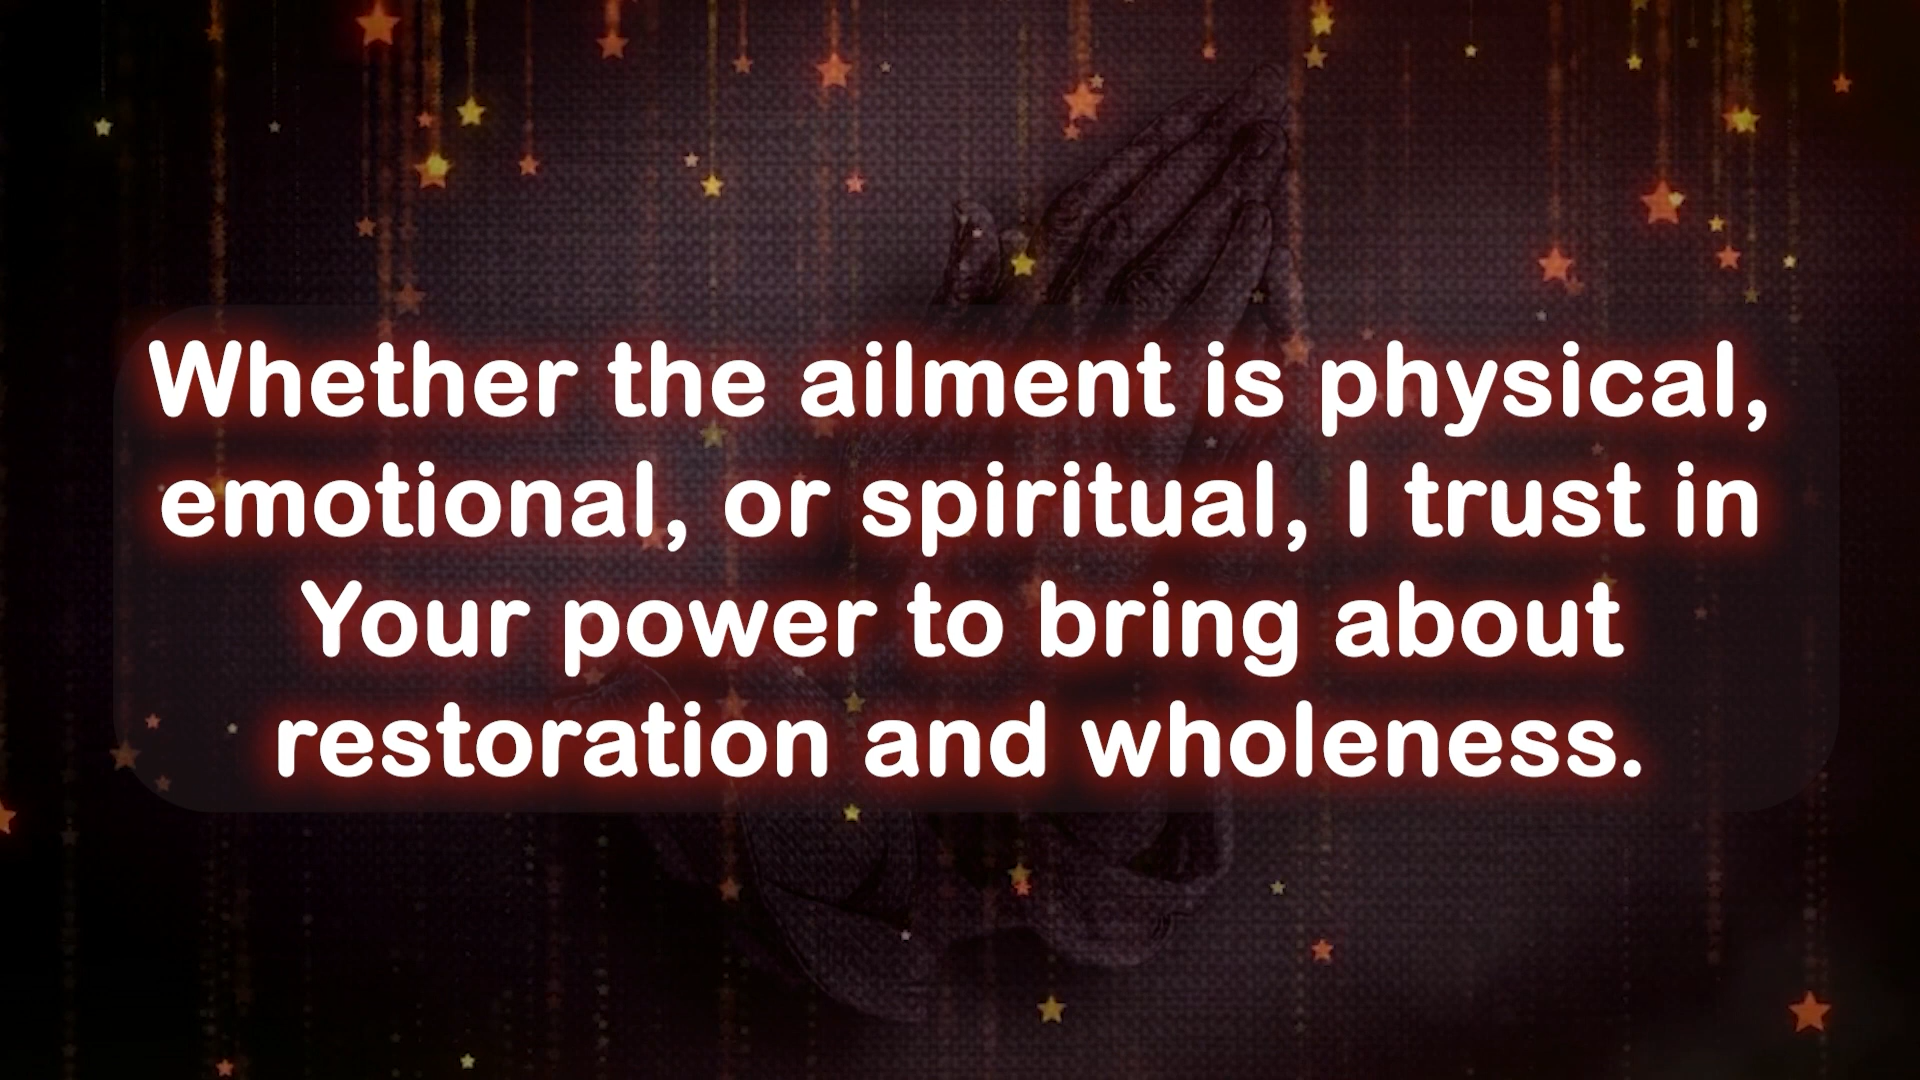 Whether the ailment is physical,
emotional, or spiritual, I trust in
Your power to bring about
restoration and wholeness.